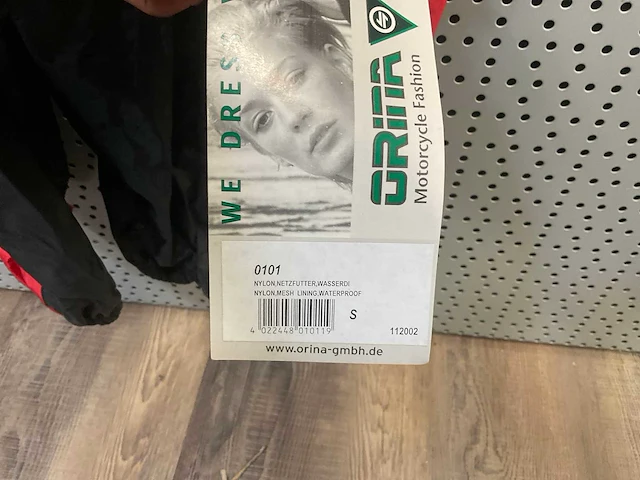 WE DRES
ORINA
Motorcycle Fashion
0101
NYLON,NETZFUTTER,WASSERDI
NYLON,MESH LINING,WATERPROOF
4 022448 010119
S
112002
www.orina-gmbh.de